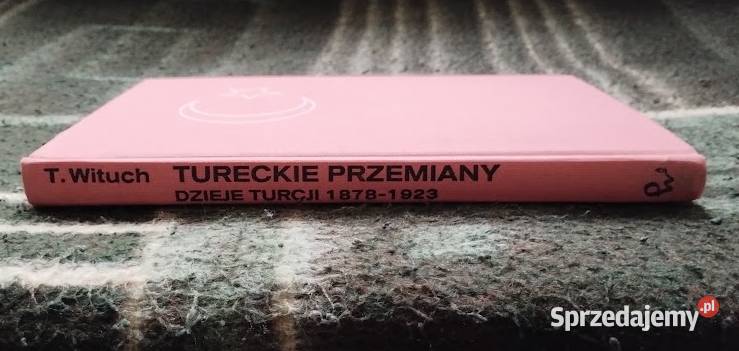 T. Wituch TURECKIE PRZEMIANY
DZIEJE TURCJI 1878-1923
Sprzedajemy.pl